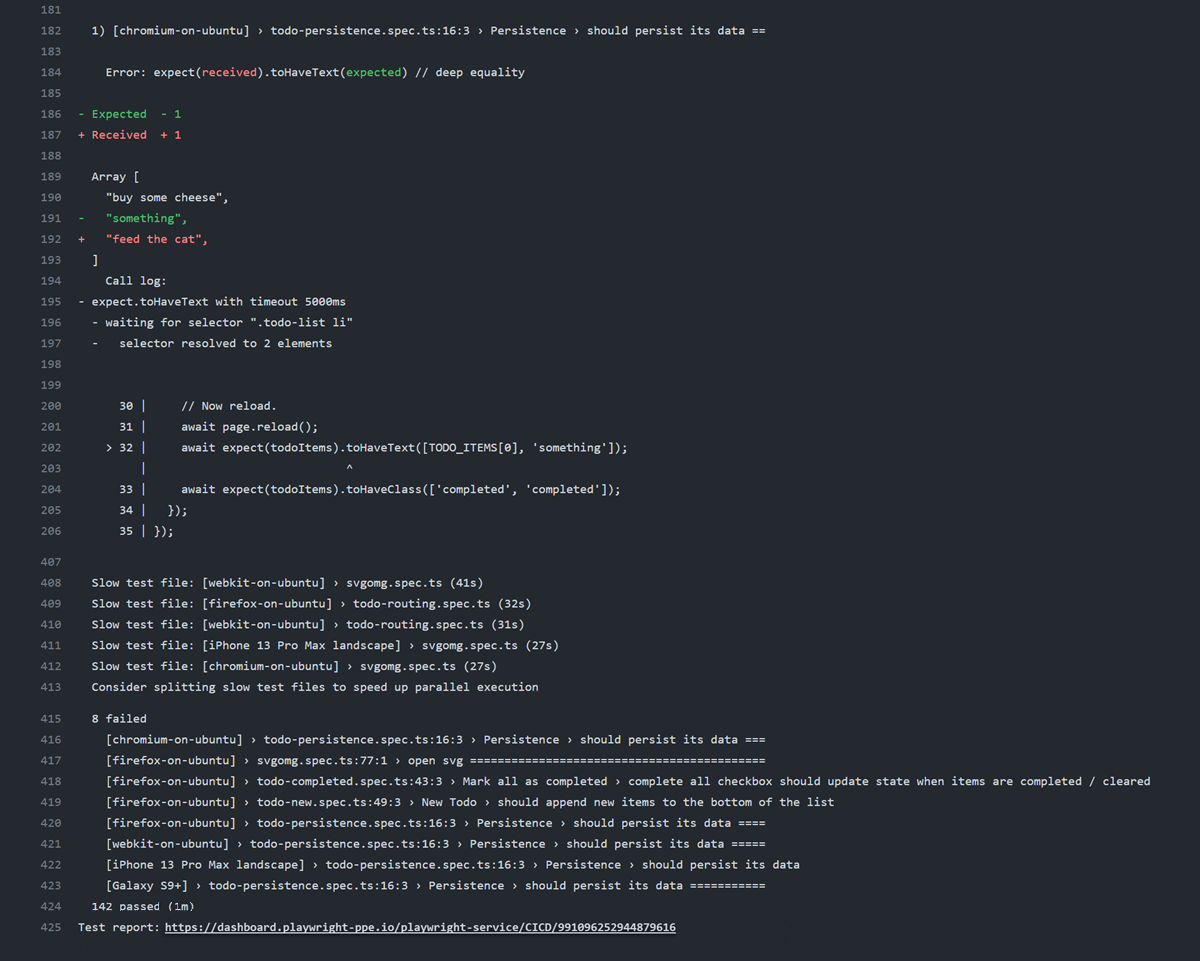 181
182 1) [chromium-on-ubuntu] › todo-persistence.spec.ts:16:3 › Persistence › should persist its data ==
183
184 Error: expect(received).toHaveText(expected) // deep equality
185
186 - Expected - 1
187 + Received + 1
188
189 Array [
190 "buy some cheese",
191 - "something",
192 + "feed the cat",
193 ]
194 Call log:
195 - expect.toHaveText with timeout 5000ms
196 - waiting for selector ".todo-list li"
197 - selector resolved to 2 elements
198
199
200 30 | // Now reload.
201 31 | await page.reload();
202 > 32 | await expect(todoItems).toHaveText([TODO_ITEMS[0], 'something']);
203 | ^
204 33 | await expect(todoItems).toHaveClass(['completed', 'completed']);
205 34 | });
206 35 | });
407
408 Slow test file: [webkit-on-ubuntu] › svgomg.spec.ts (41s)
409 Slow test file: [firefox-on-ubuntu] › todo-routing.spec.ts (32s)
410 Slow test file: [webkit-on-ubuntu] › todo-routing.spec.ts (31s)
411 Slow test file: [iPhone 13 Pro Max landscape] › svgomg.spec.ts (27s)
412 Slow test file: [chromium-on-ubuntu] › svgomg.spec.ts (27s)
413 Consider splitting slow test files to speed up parallel execution
415 8 failed
416 [chromium-on-ubuntu] › todo-persistence.spec.ts:16:3 › Persistence › should persist its data ===
417 [firefox-on-ubuntu] › svgomg.spec.ts:77:1 › open svg ===========================================
418 [firefox-on-ubuntu] › todo-completed.spec.ts:43:3 › Mark all as completed › complete all checkbox should update state when items are completed / cleared
419 [firefox-on-ubuntu] › todo-new.spec.ts:49:3 › New Todo › should append new items to the bottom of the list
420 [firefox-on-ubuntu] › todo-persistence.spec.ts:16:3 › Persistence › should persist its data ====
421 [webkit-on-ubuntu] › todo-persistence.spec.ts:16:3 › Persistence › should persist its data =====
422 [iPhone 13 Pro Max landscape] › todo-persistence.spec.ts:16:3 › Persistence › should persist its data
423 [Galaxy S9+] › todo-persistence.spec.ts:16:3 › Persistence › should persist its data ===========
424 142 passed (1m)
425 Test report: https://dashboard.playwright-ppe.io/playwright-service/CICD/991096252944879616